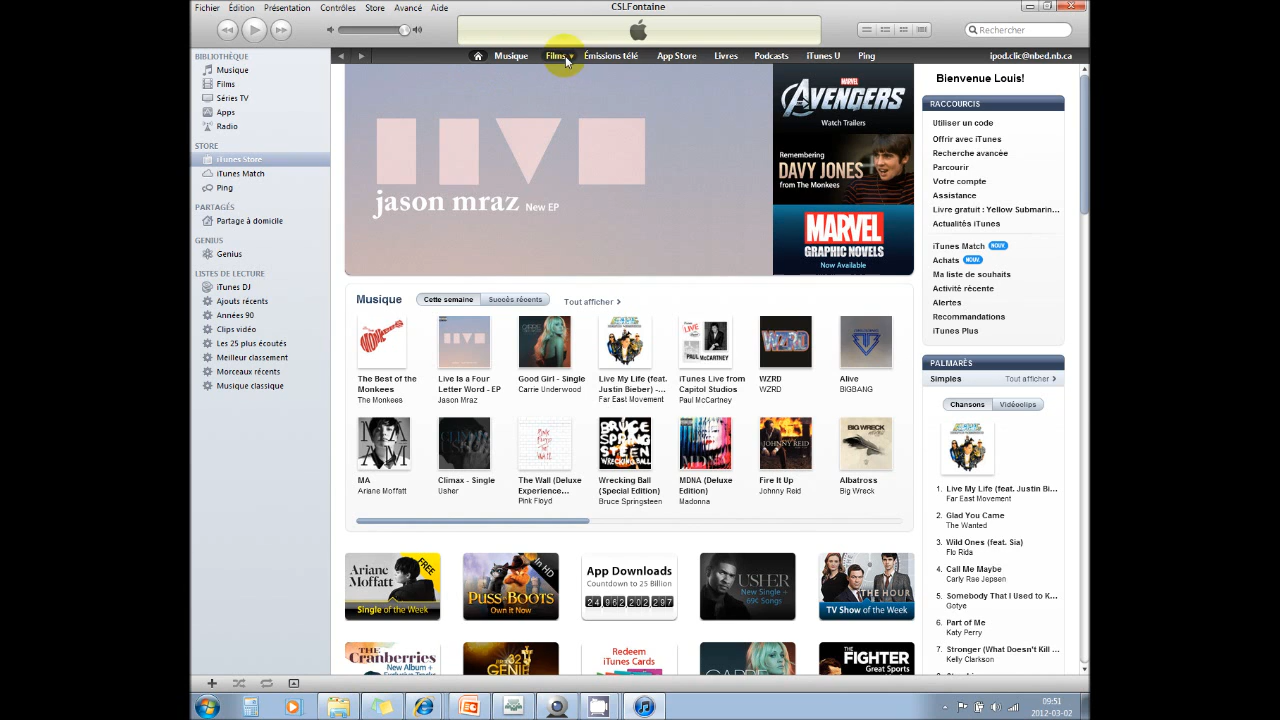 CSLFontaine
Fichier Édition Présentation Contrôles Store Avancé Aide
Rechercher
Musique Films Émissions télé App Store Livres Podcasts iTunes U Ping ipod.clic@nbed.nb.ca
BIBLIOTHÈQUE
Musique
Films
Séries TV
Apps
Radio
STORE
iTunes Store
iTunes Match
Ping
PARTAGÉS
Partage à domicile
GENIUS
Genius
LISTES DE LECTURE
iTunes DJ
Ajouts récents
Années 90
Clips vidéo
Les 25 plus écoutés
Meilleur classement
Morceaux récents
Musique classique
jason mraz New EP
MARVEL
AVENGERS
Watch Trailers
Remembering
DAVY JONES
from The Monkees
MARVEL
GRAPHIC NOVELS
Now Available
Bienvenue Louis!
RACCOURCIS
Utiliser un code
Offrir avec iTunes
Recherche avancée
Parcourir
Votre compte
Assistance
Livre gratuit : Yellow Submarin...
Actualités iTunes
iTunes Match NOUV.
Achats NOUV.
Ma liste de souhaits
Activité récente
Alertes
Recommandations
iTunes Plus
Musique Cette semaine Succès récents Tout afficher >
The Best of the
Monkees
The Monkees
Live Is a Four
Letter Word - EP
Jason Mraz
Good Girl - Single
Carrie Underwood
Live My Life (feat.
Justin Bieber) -...
Far East Movement
iTunes Live from
Capitol Studios
Paul McCartney
WZRD
WZRD
Alive
BIGBANG
MA
Ariane Moffatt
Climax - Single
Usher
The Wall (Deluxe
Experience...
Pink Floyd
Wrecking Ball
(Special Edition)
Bruce Springsteen
MDNA (Deluxe
Edition)
Madonna
Fire It Up
Johnny Reid
Albatross
Big Wreck
PALMARÈS
Simples Tout afficher >
Chansons Vidéoclips
1. Live My Life (feat. Justin Bi...
Far East Movement
2. Glad You Came
The Wanted
3. Wild Ones (feat. Sia)
Flo Rida
4. Call Me Maybe
Carly Rae Jepsen
5. Somebody That I Used to K...
Gotye
6. Part of Me
Katy Perry
7. Stronger (What Doesn't Kill ...
Kelly Clarkson
Ariane
Moffatt
FREE
Single of the Week
In HD
PUSS IN BOOTS
Own it Now
App Downloads
Countdown to 25 Billion
24 962 202 297
USHER
New Single +
69¢ Songs
THE HOUR
TV Show of the Week
THE
Cranberries
New Album +
Redeem
iTunes Cards
THE
FIGHTER
Great Sports
09:51
2012-03-02